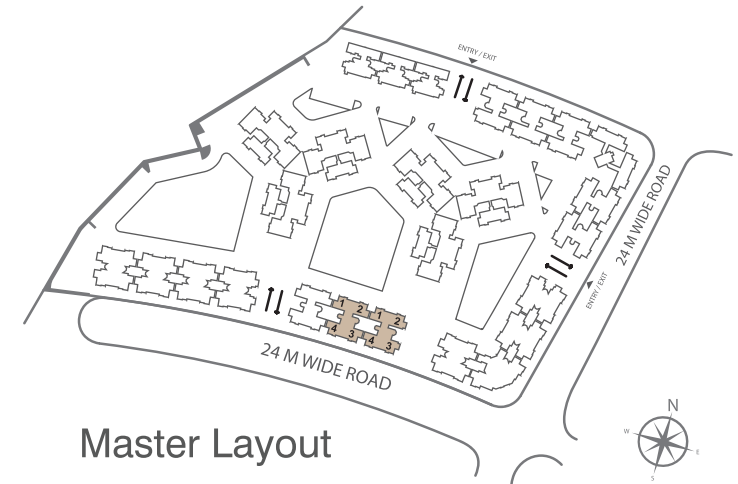 ENTRY / EXIT
24 M WIDE ROAD
ENTRY / EXIT
1 2 1 2
4 3 4 3
24 M WIDE ROAD
Master Layout
N
W
E
S